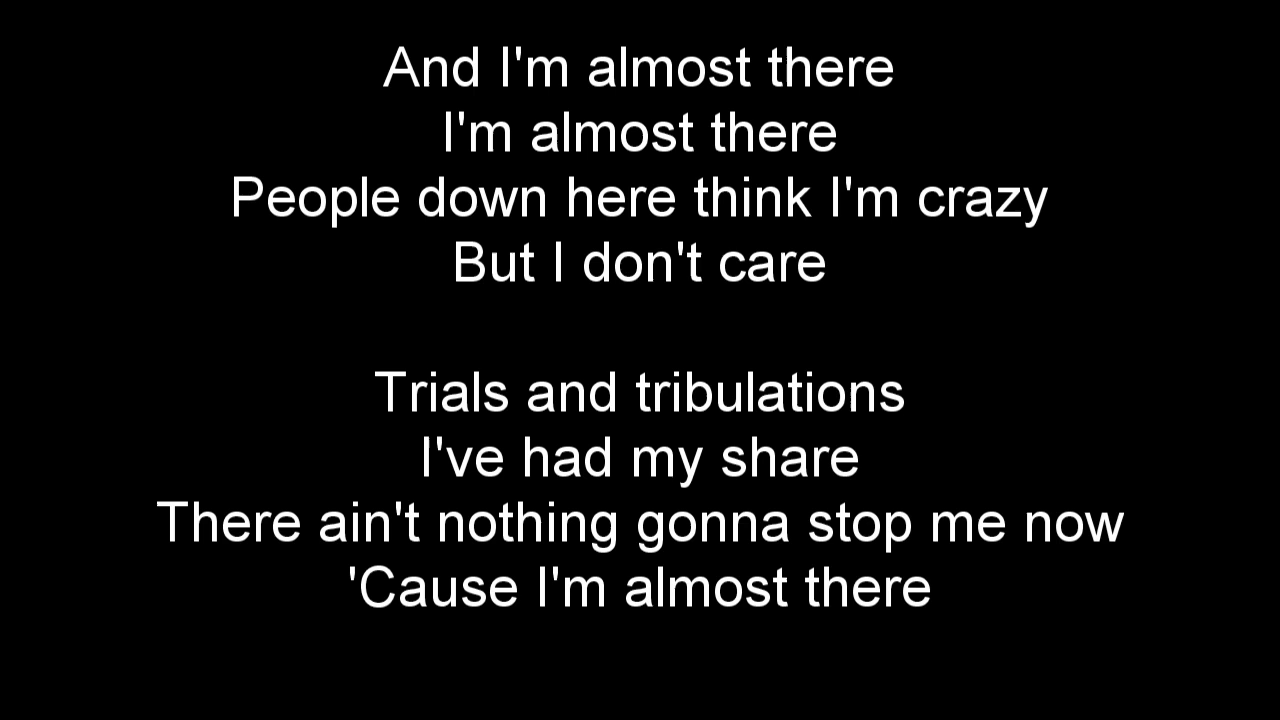 And I'm almost there
I'm almost there
People down here think I'm crazy
But I don't care
Trials and tribulations
I've had my share
There ain't nothing gonna stop me now
'Cause I'm almost there